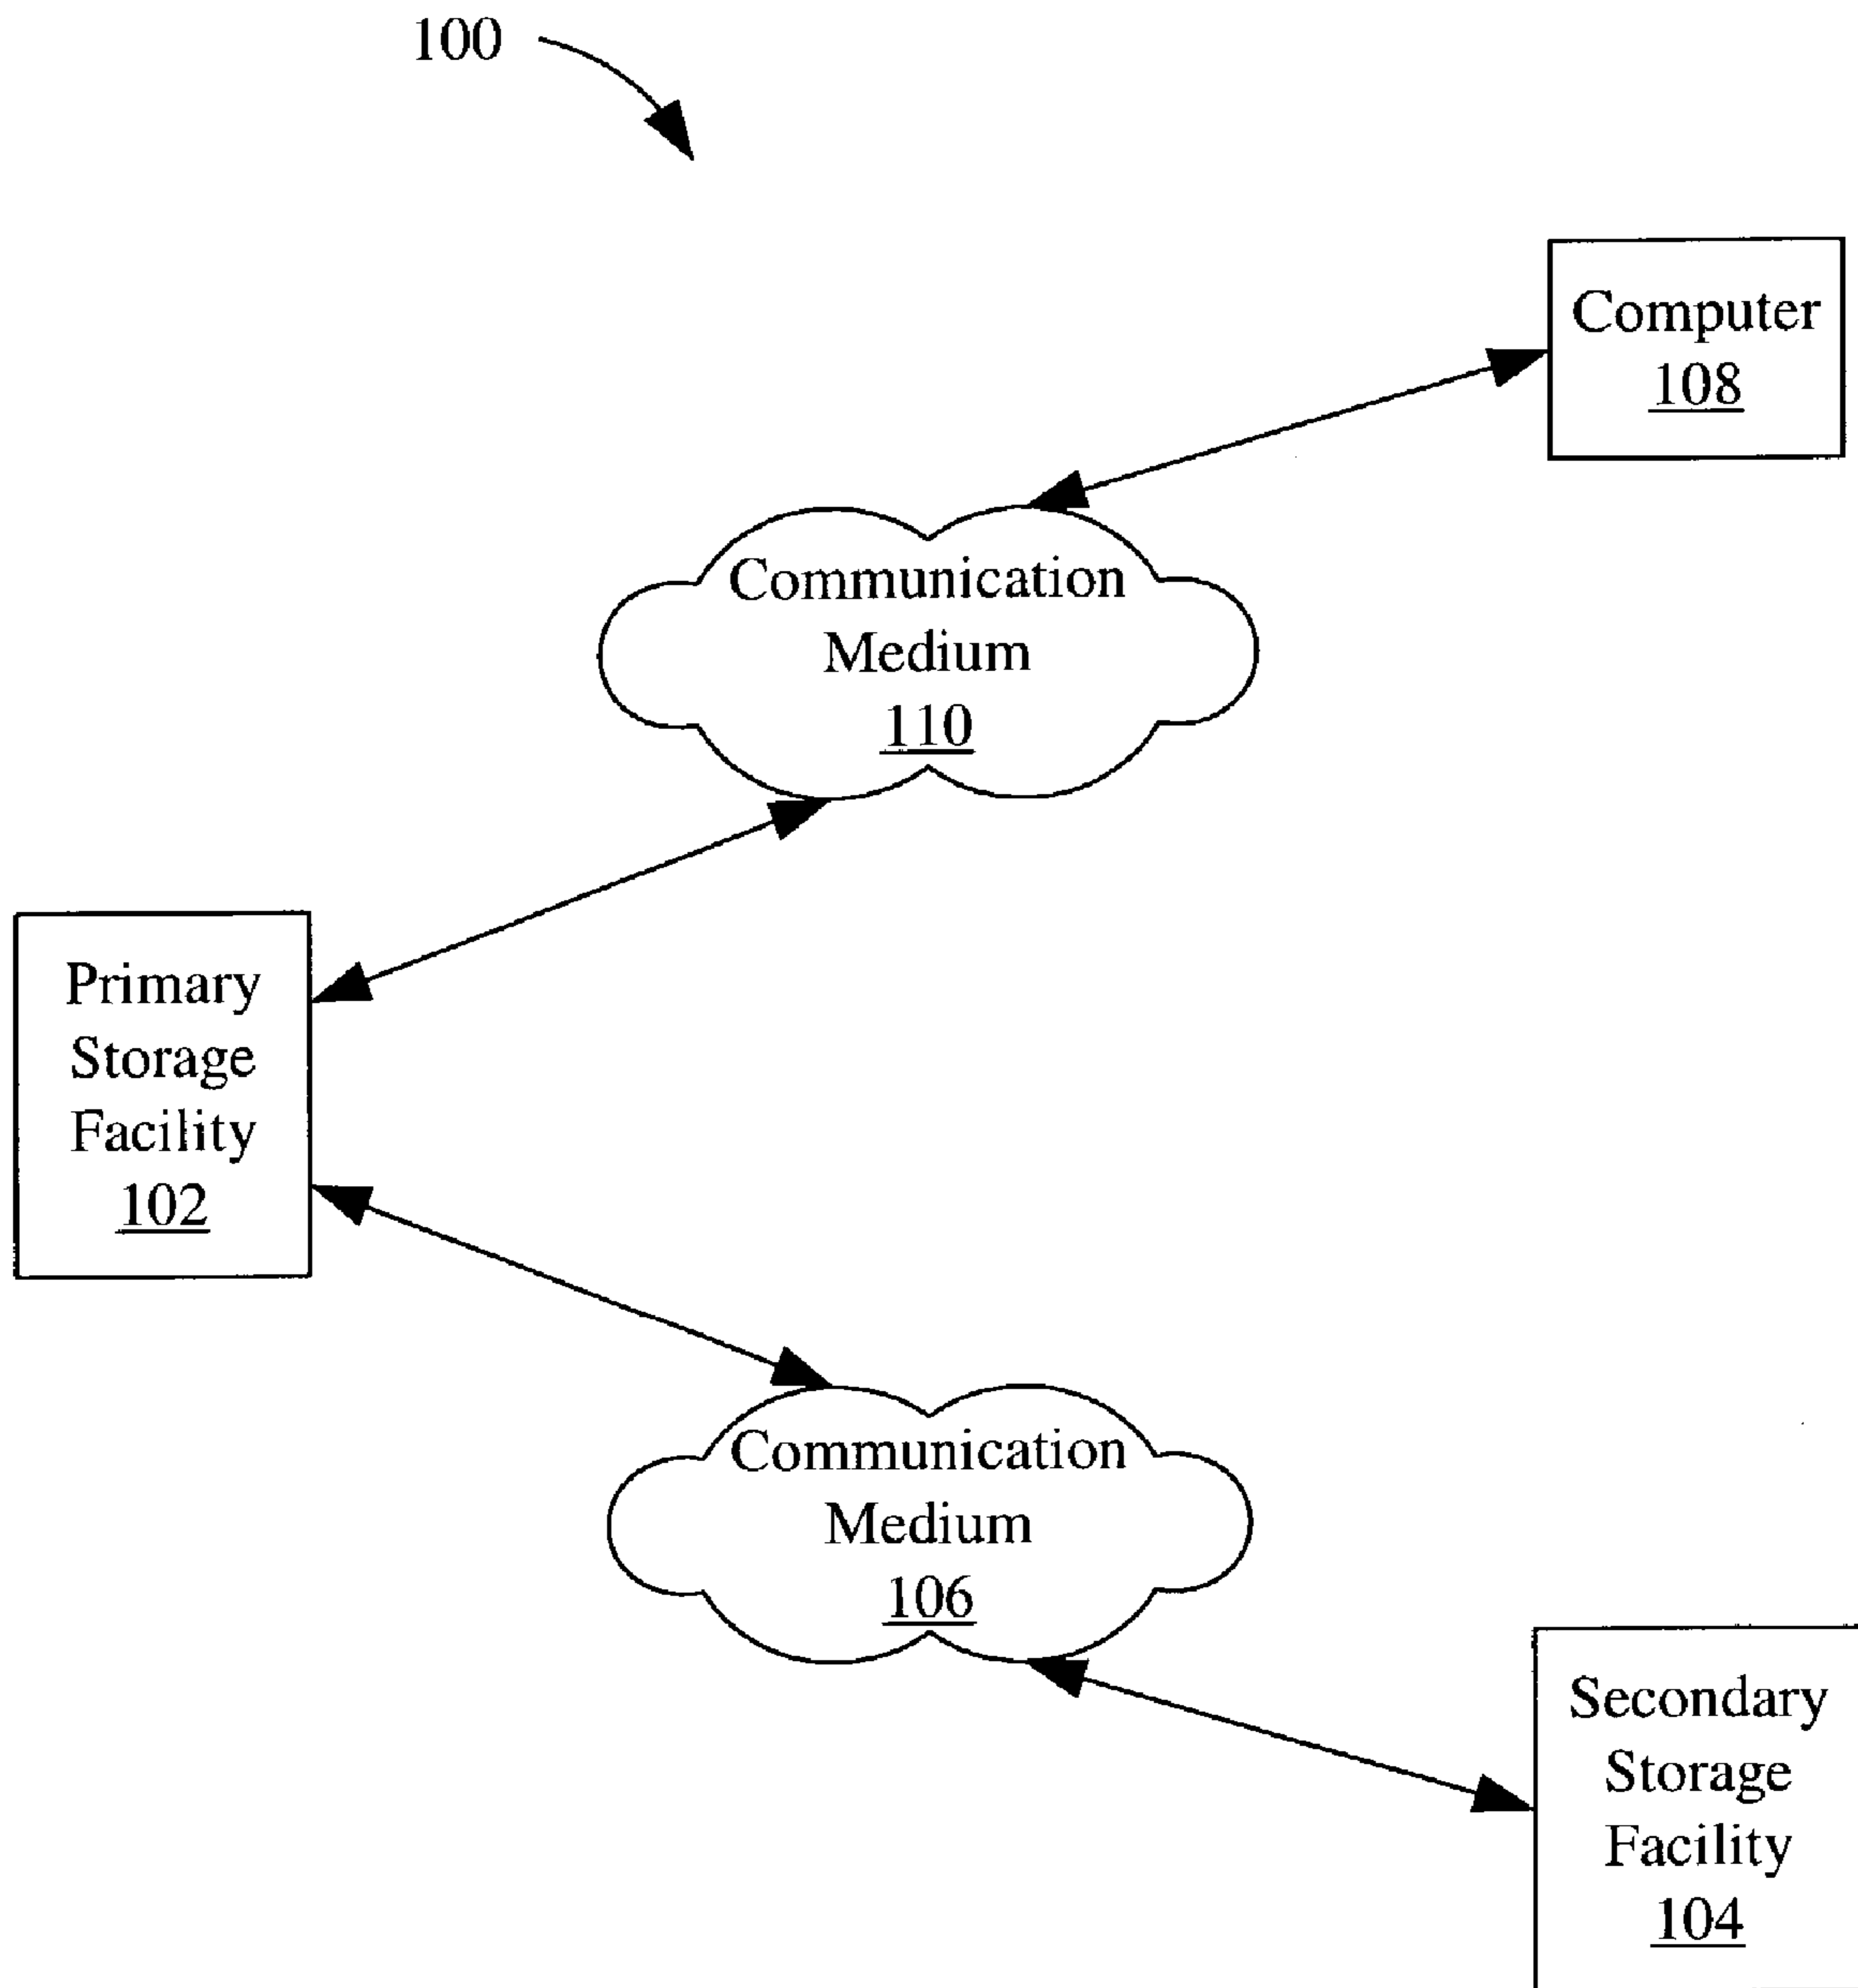 100
Computer
108
Communication
Medium
110
Primary
Storage
Facility
102
Communication
Medium
106
Secondary
Storage
Facility
104